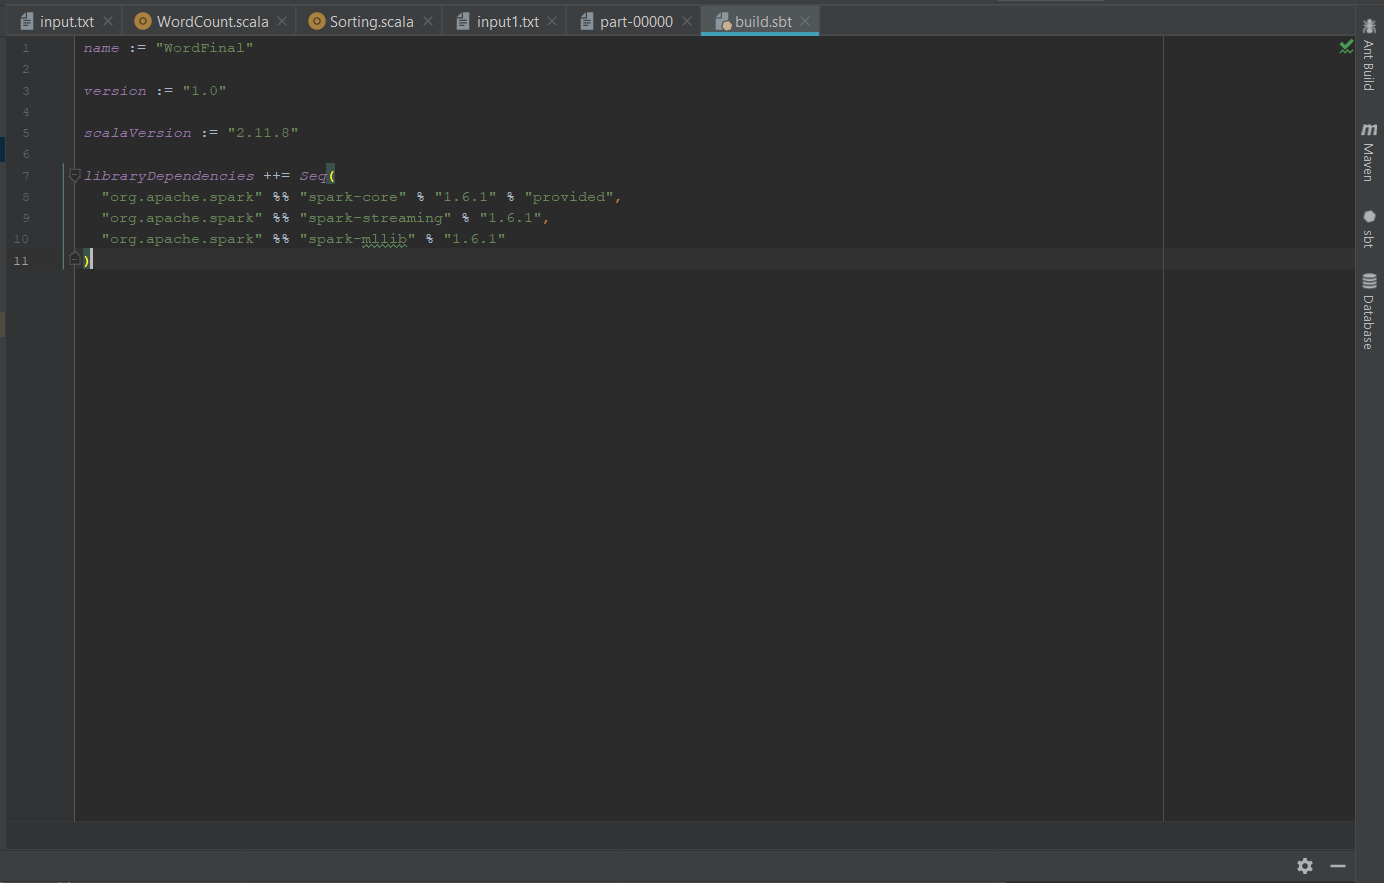 input.txt WordCount.scala Sorting.scala input1.txt part-00000 build.sbt
1 name := "WordFinal"
2
3 version := "1.0"
4
5 scalaVersion := "2.11.8"
6
7 libraryDependencies ++= Seq(
8 "org.apache.spark" %% "spark-core" % "1.6.1" % "provided",
9 "org.apache.spark" %% "spark-streaming" % "1.6.1",
10 "org.apache.spark" %% "spark-mllib" % "1.6.1"
11 )
Ant Build
m Maven
sbt
Database